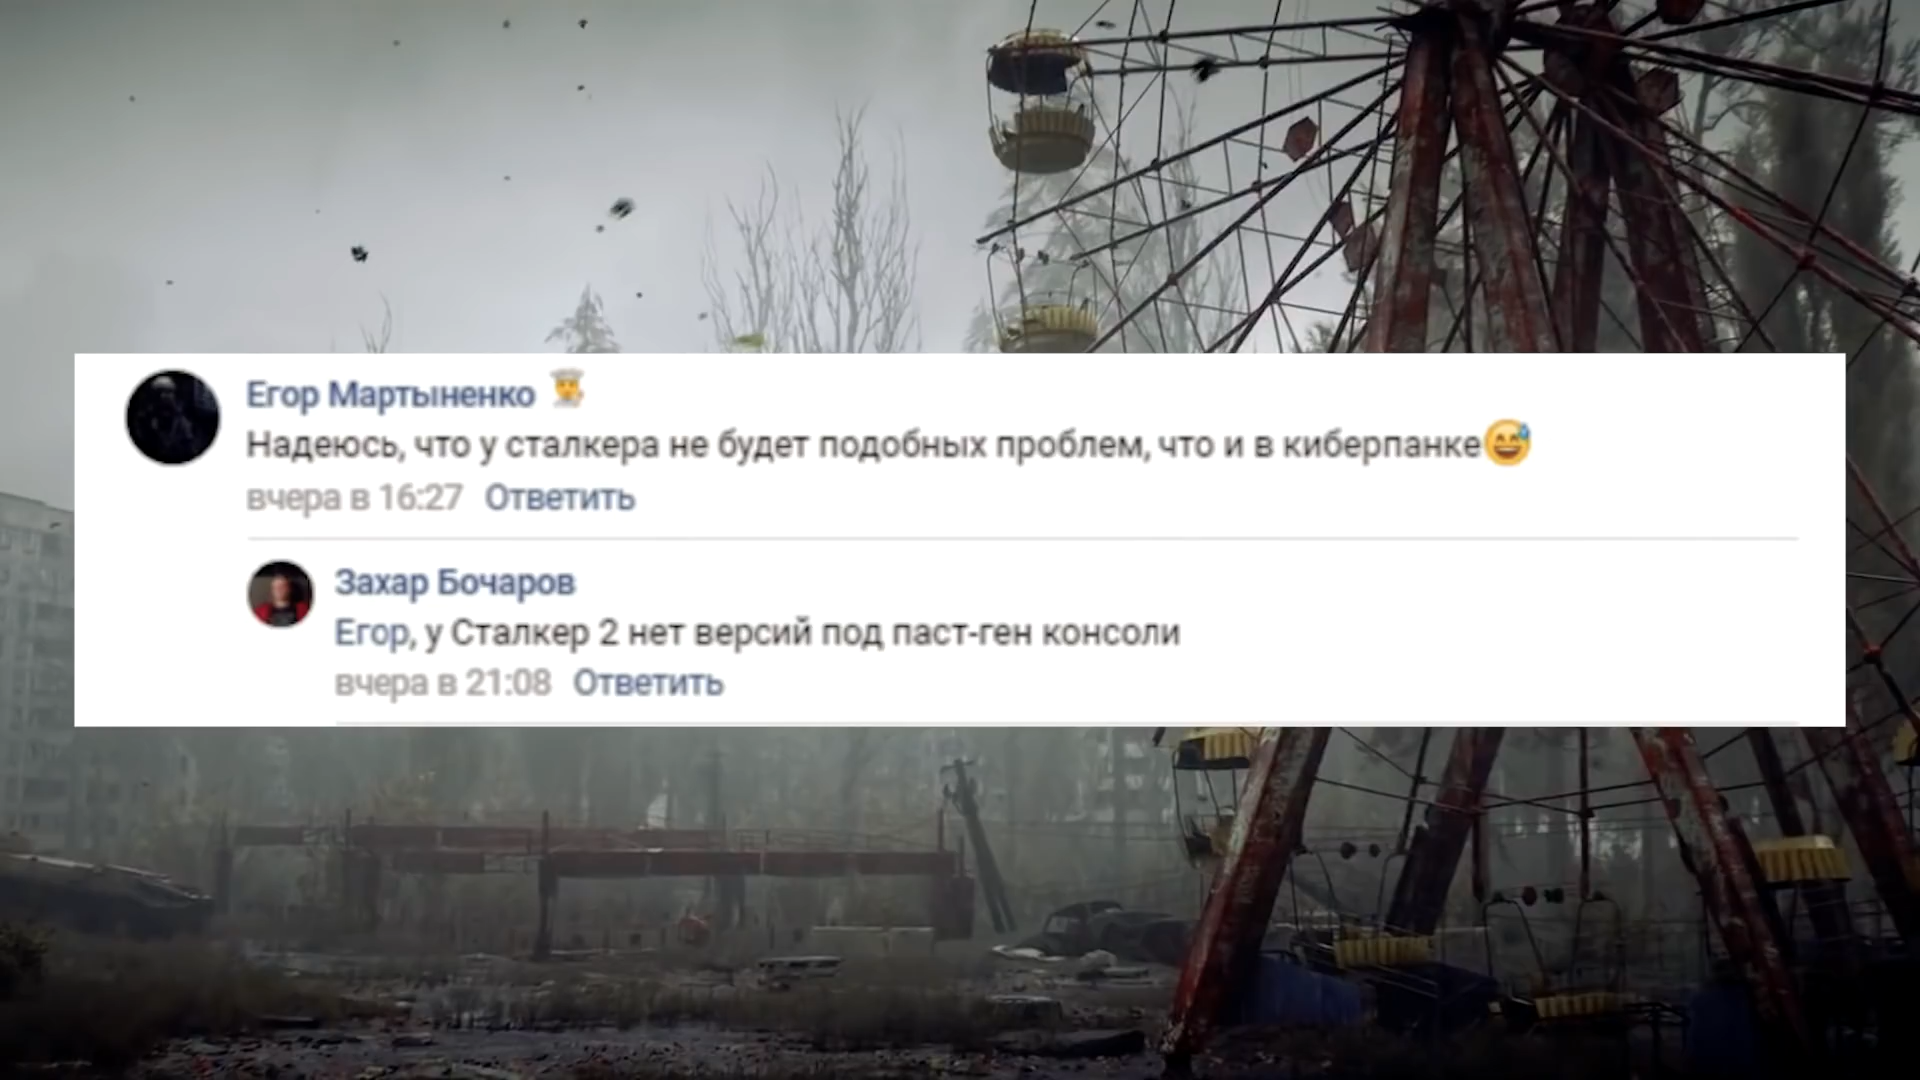 Егор Мартыненко
Надеюсь, что у сталкера не будет подобных проблем, что и в киберпанке😅
вчера в 16:27 Ответить
Захар Бочаров
Егор, у Сталкер 2 нет версий под паст-ген консоли
вчера в 21:08 Ответить